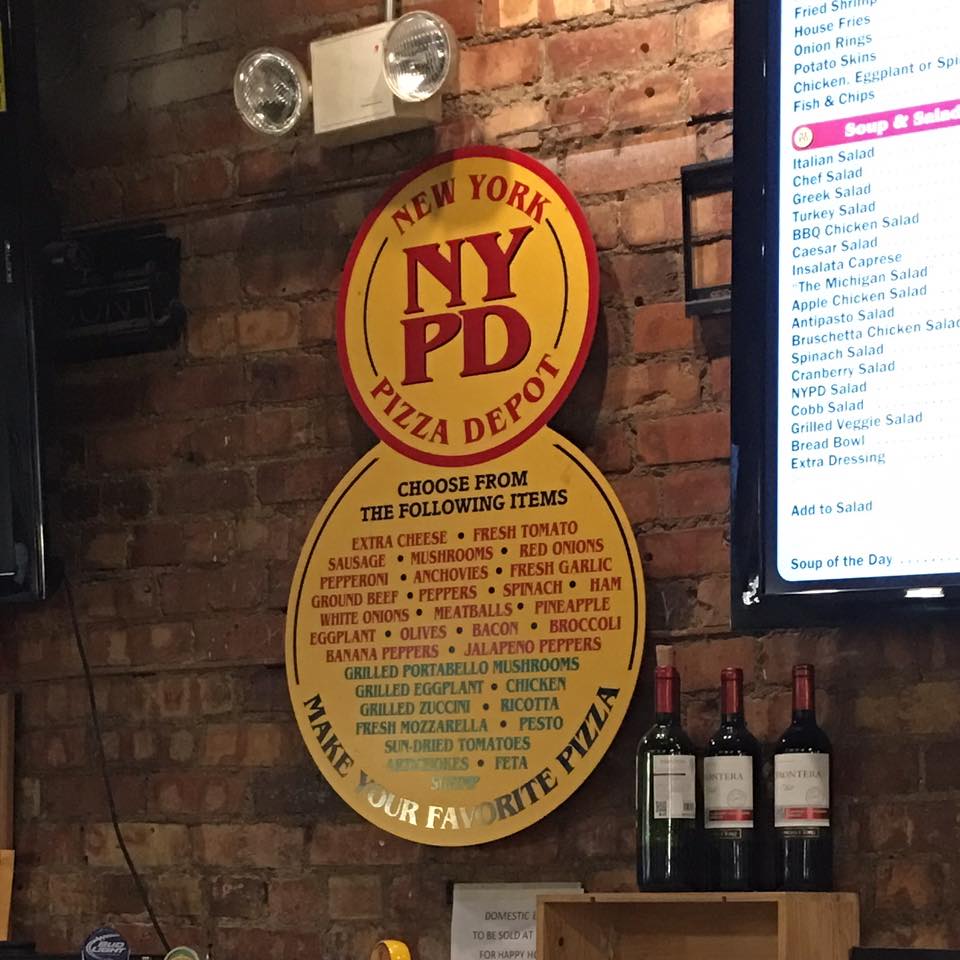 NEW YORK
NY
PD
PIZZA DEPOT
CHOOSE FROM
THE FOLLOWING ITEMS
EXTRA CHEESE • FRESH TOMATO
SAUSAGE • MUSHROOMS • RED ONIONS
PEPPERONI • ANCHOVIES • FRESH GARLIC
GROUND BEEF • PEPPERS • SPINACH • HAM
WHITE ONIONS • MEATBALLS • PINEAPPLE
EGGPLANT • OLIVES • BACON • BROCCOLI
BANANA PEPPERS • JALAPENO PEPPERS
GRILLED PORTABELLO MUSHROOMS
GRILLED EGGPLANT • CHICKEN
GRILLED ZUCCINI • RICOTTA
FRESH MOZZARELLA • PESTO
SUN-DRIED TOMATOES
ARTICHOKES • FETA
SHRIMP
MAKE YOUR FAVORITE PIZZA
Fried Shrimp
House Fries
Onion Rings
Potato Skins
Chicken, Eggplant or
Fish & Chips
Soup & Salad
Italian Salad
Chef Salad
Greek Salad
Turkey Salad
BBQ Chicken Salad
Caesar Salad
Insalata Caprese
"The Michigan Salad
Apple Chicken Salad
Antipasto Salad
Bruschetta Chicken Salad
Spinach Salad
Cranberry Salad
NYPD Salad
Cobb Salad
Grilled Veggie Salad
Bread Bowl
Extra Dressing
Add to Salad
Soup of the Day
FRONTERA
FRONTERA
DOMESTIC
TO BE SOLD AT
FOR HAPPY
BUD
LIGHT